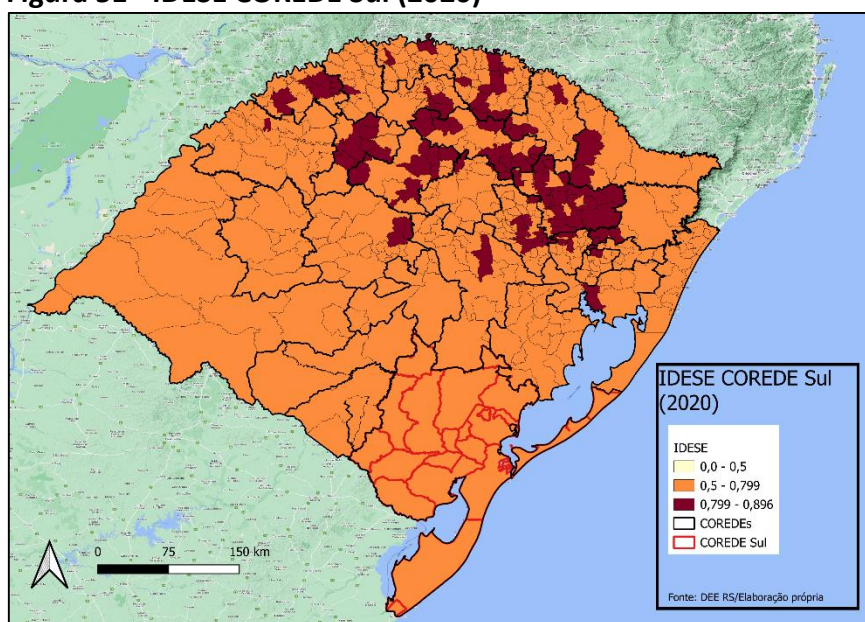 IDESE COREDE Sul
(2020)
IDESE
0,0 - 0,5
0,5 - 0,799
0,799 - 0,896
COREDEs
COREDE Sul
0 75 150 km
Fonte: DEE RS/Elaboração própria